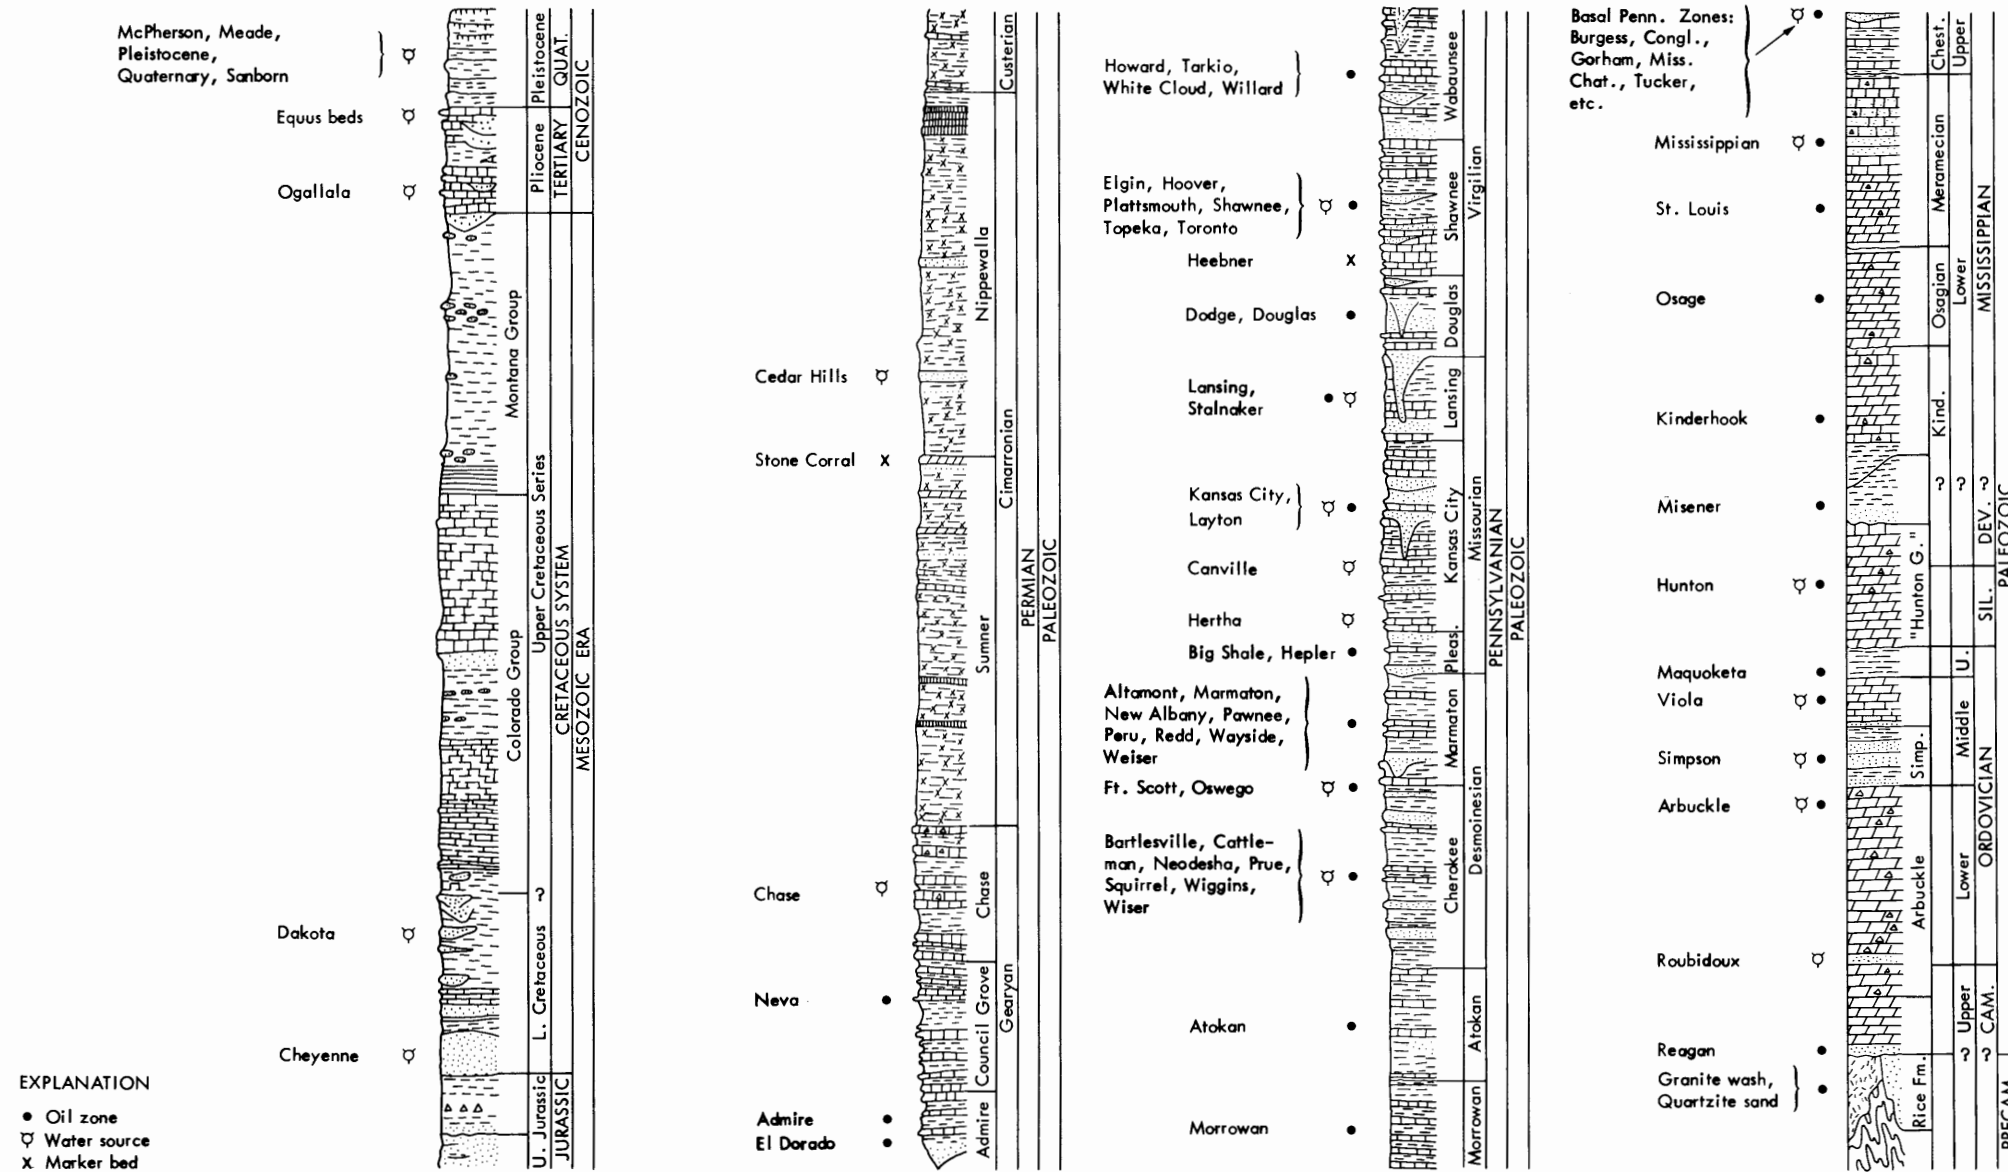 McPherson, Meade,
Pleistocene,
Quaternary, Sanborn
Equus beds
Ogallala
Dakota
Cheyenne
EXPLANATION
Oil zone
Water source
x Marker bed
Pleistocene
QUAT.
CENOZOIC
Pliocene
TERTIARY
Montana Group
Colorado Group
Upper Cretaceous Series
?
L. Cretaceous
CRETACEOUS SYSTEM
MESOZOIC ERA
U. Jurassic
JURASSIC
Cedar Hills
Stone Corral x
Chase
Neva
Admire
El Dorado
Custerian
Nippewalla
Cimarronian
Sumner
PERMIAN
PALEOZOIC
Chase
Council Grove
Gearyan
Admire
Howard, Tarkio,
White Cloud, Willard
Elgin, Hoover,
Plattsmouth, Shawnee,
Topeka, Toronto
Heebner x
Dodge, Douglas
Lansing,
Stalnaker
Kansas City,
Layton
Canville
Hertha
Big Shale, Hepler
Altamont, Marmaton,
New Albany, Pawnee,
Peru, Redd, Wayside,
Weiser
Ft. Scott, Oswego
Bartlesville, Cattle-
man, Neodesha, Prue,
Squirrel, Wiggins,
Wiser
Atokan
Morrowan
Wabaunsee
Shawnee
Virgilian
Douglas
Lansing
Kansas City
Missourian
Pleas.
PENNSYLVANIAN
PALEOZOIC
Marmaton
Cherokee
Desmoinesian
Atokan
Morrowan
Basal Penn. Zones:
Burgess, Congl.,
Gorham, Miss.
Chat., Tucker,
etc.
Mississippian
St. Louis
Osage
Kinderhook
Misener
Hunton
Maquoketa
Viola
Simpson
Arbuckle
Roubidoux
Reagan
Granite wash,
Quartzite sand
Chest.
Upper
Meramecian
Osagian
Lower
MISSISSIPPIAN
Kind.
? ? ?
DEV.
"Hunton G."
SIL.
PALEOZOIC
U.
Middle
Simp.
ORDOVICIAN
Arbuckle
Lower
Upper
CAM.
? ?
Rice Fm.